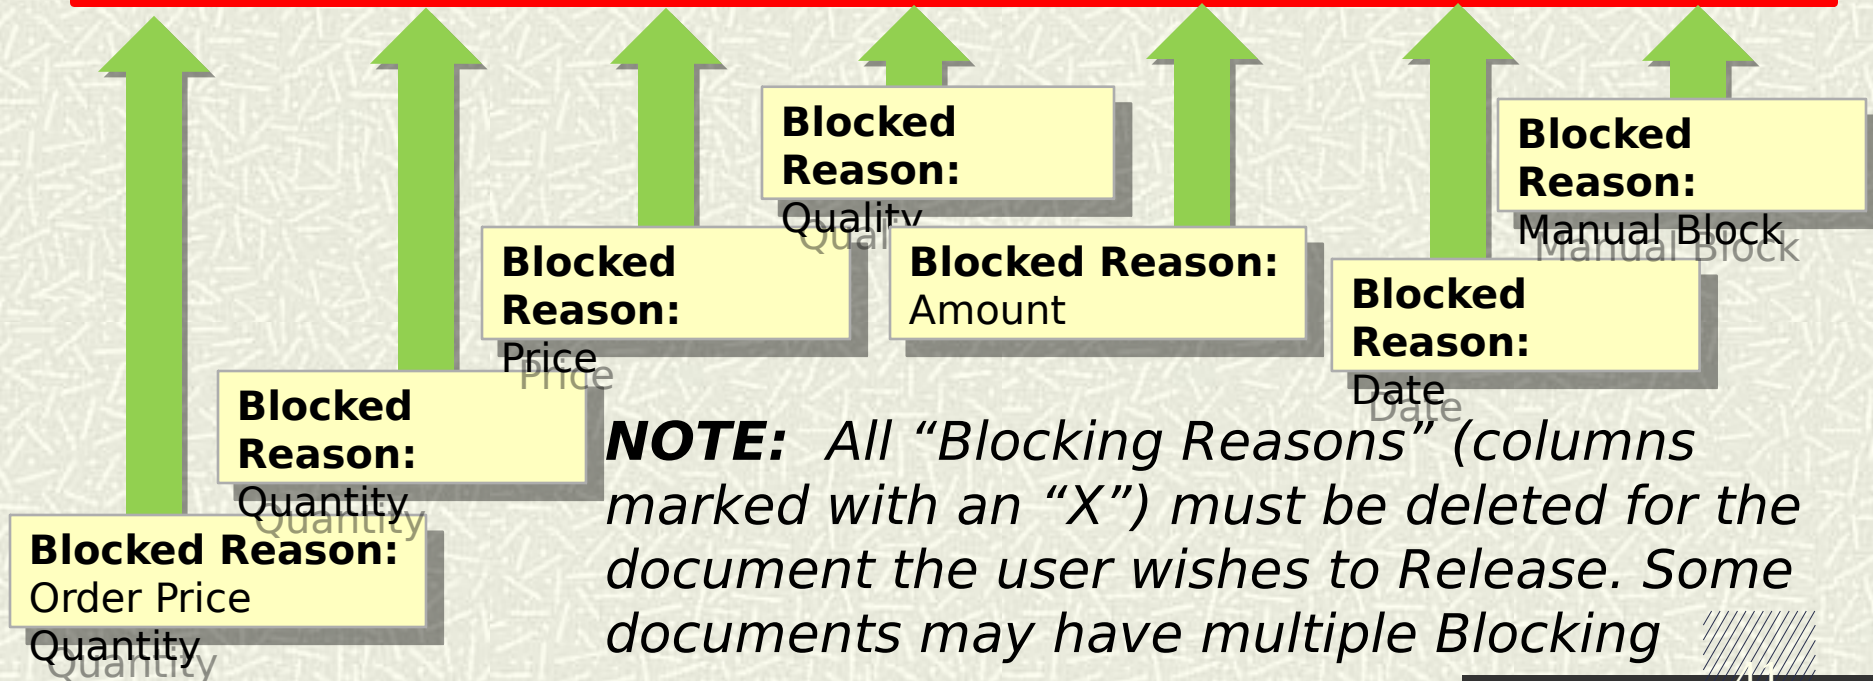 Blocked
Reason:
Quality
Blocked
Reason:
Manual Block
Blocked
Reason:
Price
Blocked Reason:
Amount
Blocked
Reason:
Date
Blocked
Reason:
Quantity
Blocked Reason:
Order Price
Quantity
NOTE:  All “Blocking Reasons” (columns
marked with an “X”) must be deleted for the
document the user wishes to Release. Some
documents may have multiple Blocking